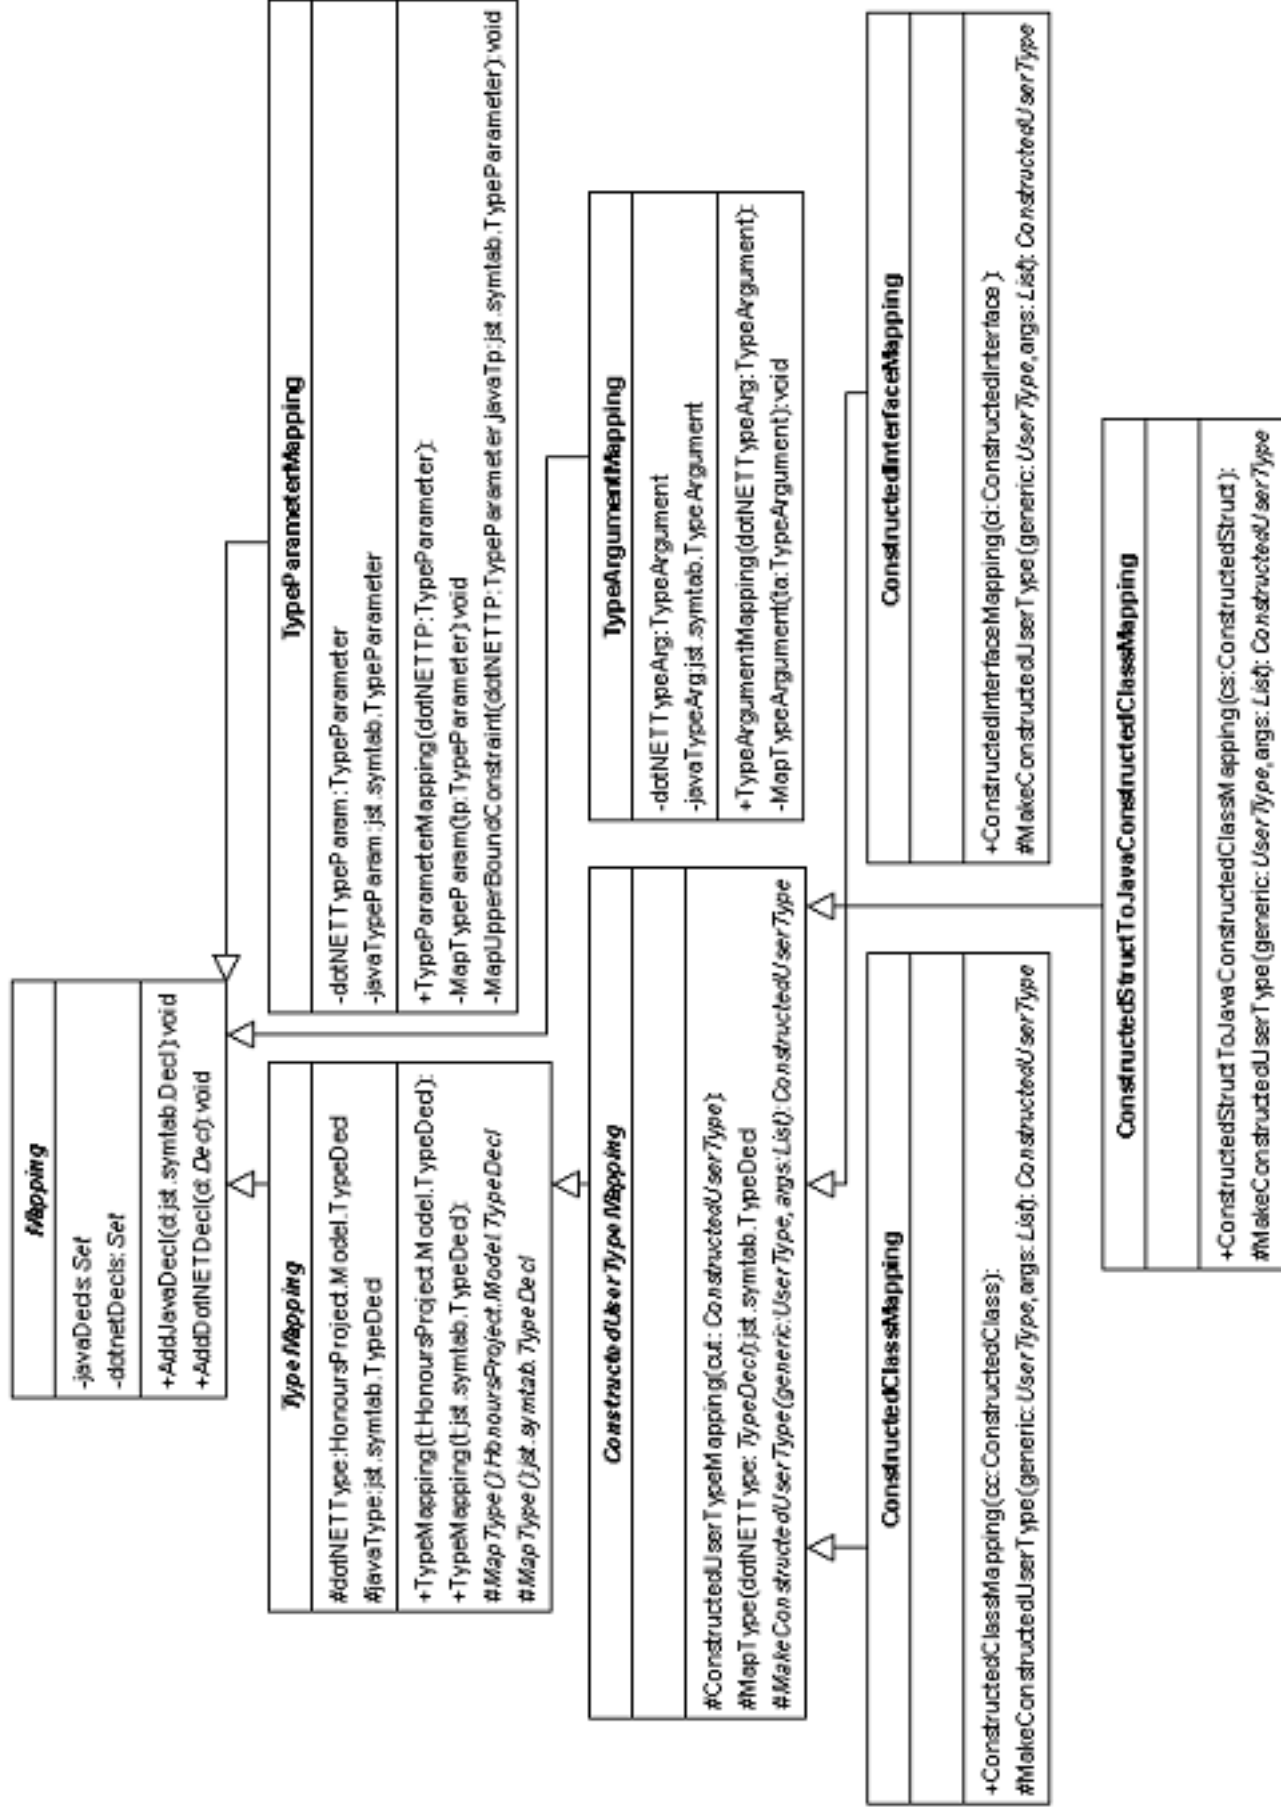 Mapping
-javaDecls: Set
-dotnetDecls: Set
+AddJavaDecl(d:jst.symtab.Decl):void
+AddDotNETDecl(d:Decl):void
TypeMapping
#dotNETType:HonoursProject.Model.TypeDecl
#javaType:jst.symtab.TypeDecl
+TypeMapping(t:HonoursProject.Model.TypeDecl):
+TypeMapping(t:jst.symtab.TypeDecl):
#MapType():HonoursProject.Model.TypeDecl
#MapType():jst.symtab.TypeDecl
TypeParameterMapping
-dotNETTypeParam:TypeParameter
-javaTypeParam:jst.symtab.TypeParameter
+TypeParameterMapping(dotNETTP:TypeParameter):
-MapTypeParam(tp:TypeParameter):void
-MapUpperBoundConstraint(dotNETTP:TypeParameter,javaTp:jst.symtab.TypeParameter):void
ConstructedUserTypeMapping
#ConstructedUserTypeMapping(cut: ConstructedUserType):
#MapType(dotNETType: TypeDecl):jst.symtab.TypeDecl
#MakeConstructedUserType(generic:UserType,args:List): ConstructedUserType
TypeArgumentMapping
-dotNETTypeArg:TypeArgument
-javaTypeArg:jst.symtab.TypeArgument
+TypeArgumentMapping(dotNETTypeArg:TypeArgument):
-MapTypeArgument(ta:TypeArgument):void
ConstructedClassMapping
+ConstructedClassMapping(cc:ConstructedClass):
#MakeConstructedUserType(generic: UserType,args: List): ConstructedUserType
ConstructedInterfaceMapping
+ConstructedInterfaceMapping(ci:ConstructedInterface ):
#MakeConstructedUserType(generic: UserType,args: List): ConstructedUserType
ConstructedStructToJavaConstructedClassMapping
+ConstructedStructToJavaConstructedClassMapping(cs:ConstructedStruct):
#MakeConstructedUserType(generic: UserType,args: List): ConstructedUserType